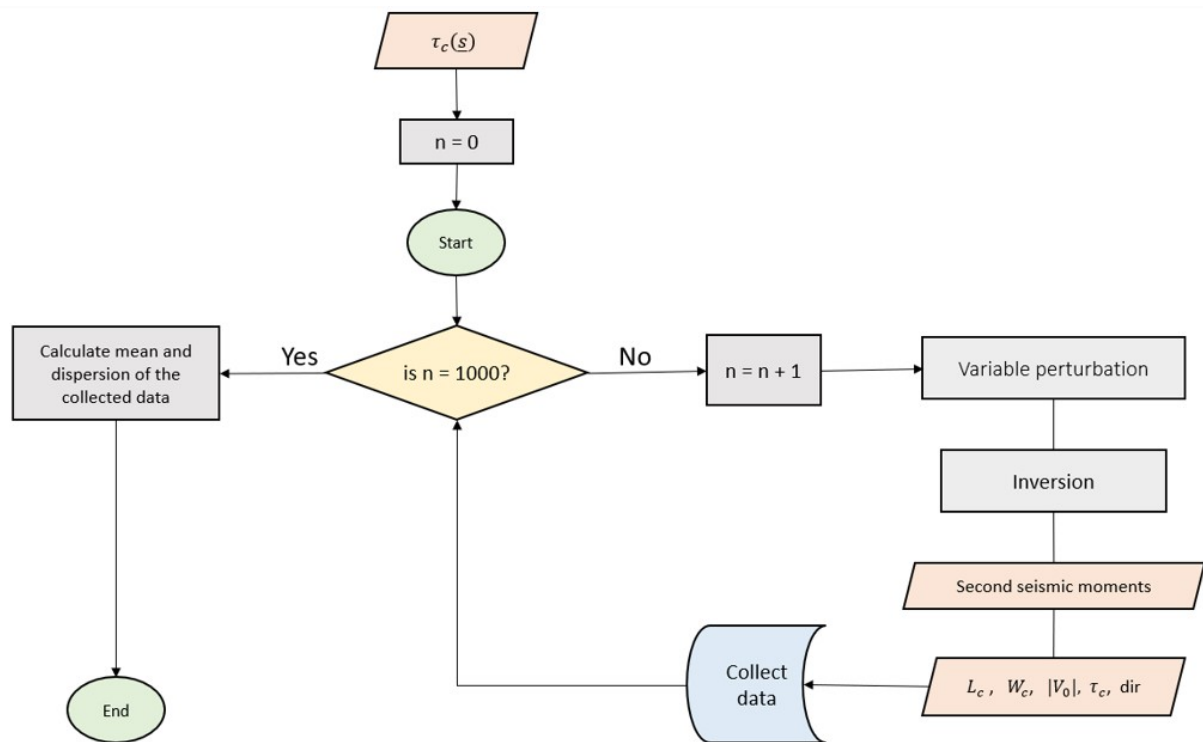 τ_c(s̲)
n = 0
Start
Yes
is n = 1000?
No
Calculate mean and
dispersion of the
collected data
n = n + 1
Variable perturbation
Inversion
Second seismic moments
L_c , W_c, |V_0|, τ_c, dir
Collect
data
End